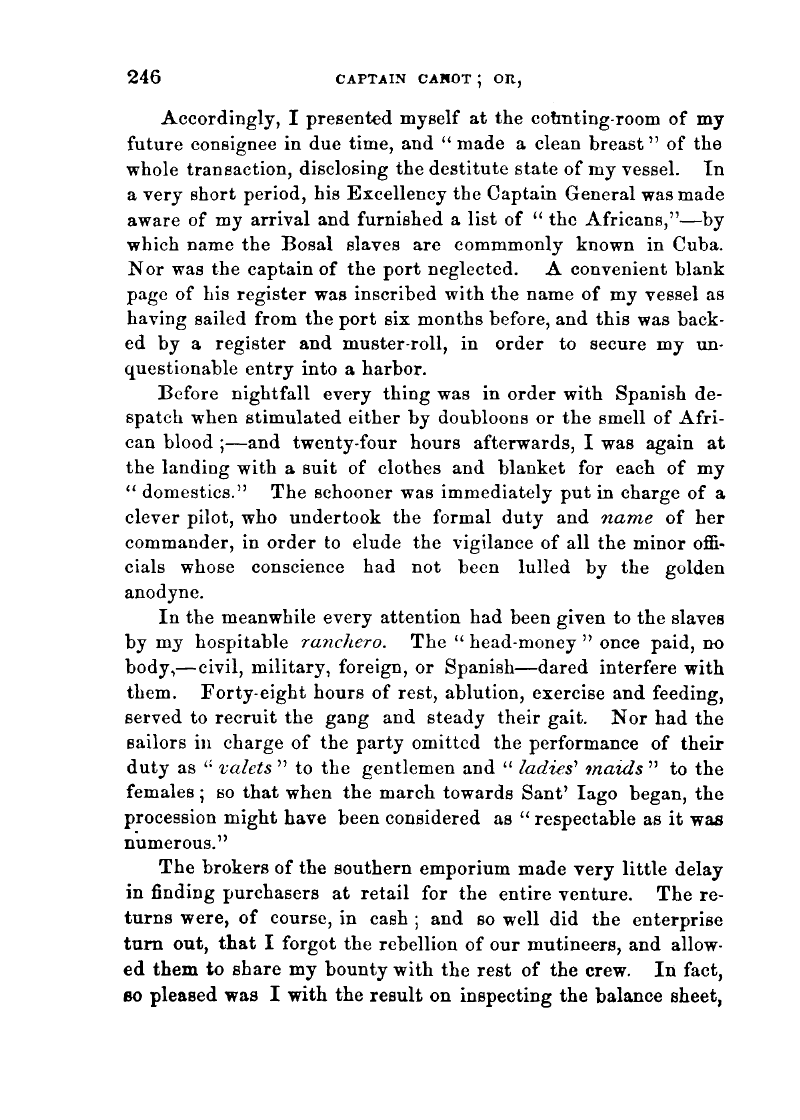 246 CAPTAIN CANOT; OR,
Accordingly, I presented myself at the counting-room of my
future consignee in due time, and “made a clean breast” of the
whole transaction, disclosing the destitute state of my vessel. In
a very short period, his Excellency the Captain General was made
aware of my arrival and furnished a list of “the Africans,”—by
which name the Bosal slaves are commmonly known in Cuba.
Nor was the captain of the port neglected. A convenient blank
page of his register was inscribed with the name of my vessel as
having sailed from the port six months before, and this was back-
ed by a register and muster-roll, in order to secure my un-
questionable entry into a harbor.
Before nightfall every thing was in order with Spanish de-
spatch when stimulated either by doubloons or the smell of Afri-
can blood;—and twenty-four hours afterwards, I was again at
the landing with a suit of clothes and blanket for each of my
“domestics.” The schooner was immediately put in charge of a
clever pilot, who undertook the formal duty and name of her
commander, in order to elude the vigilance of all the minor offi-
cials whose conscience had not been lulled by the golden
anodyne.
In the meanwhile every attention had been given to the slaves
by my hospitable ranchero. The “head-money” once paid, no
body,—civil, military, foreign, or Spanish—dared interfere with
them. Forty-eight hours of rest, ablution, exercise and feeding,
served to recruit the gang and steady their gait. Nor had the
sailors in charge of the party omitted the performance of their
duty as “valets” to the gentlemen and “ladies' maids” to the
females; so that when the march towards Sant' Iago began, the
procession might have been considered as “respectable as it was
numerous.”
The brokers of the southern emporium made very little delay
in finding purchasers at retail for the entire venture. The re-
turns were, of course, in cash; and so well did the enterprise
turn out, that I forgot the rebellion of our mutineers, and allow-
ed them to share my bounty with the rest of the crew. In fact,
so pleased was I with the result on inspecting the balance sheet,